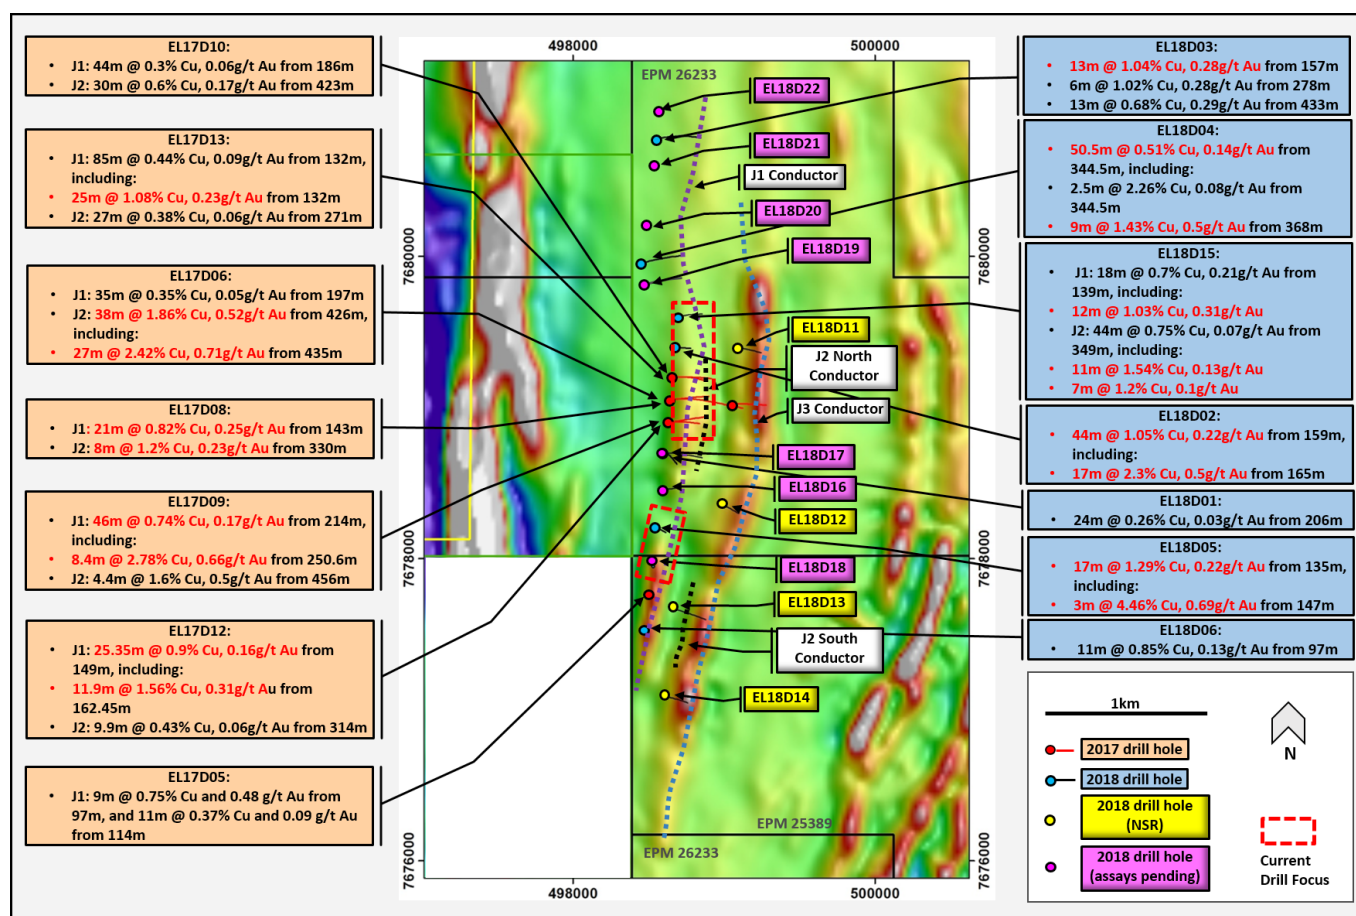 EL17D10:
• J1: 44m @ 0.3% Cu, 0.06g/t Au from 186m
• J2: 30m @ 0.6% Cu, 0.17g/t Au from 423m
EL17D13:
• J1: 85m @ 0.44% Cu, 0.09g/t Au from 132m,
including:
• 25m @ 1.08% Cu, 0.23g/t Au from 132m
• J2: 27m @ 0.38% Cu, 0.06g/t Au from 271m
EL17D06:
• J1: 35m @ 0.35% Cu, 0.05g/t Au from 197m
• J2: 38m @ 1.86% Cu, 0.52g/t Au from 426m,
including:
• 27m @ 2.42% Cu, 0.71g/t Au from 435m
EL17D08:
• J1: 21m @ 0.82% Cu, 0.25g/t Au from 143m
• J2: 8m @ 1.2% Cu, 0.23g/t Au from 330m
EL17D09:
• J1: 46m @ 0.74% Cu, 0.17g/t Au from 214m,
including:
• 8.4m @ 2.78% Cu, 0.66g/t Au from 250.6m
• J2: 4.4m @ 1.6% Cu, 0.5g/t Au from 456m
EL17D12:
• J1: 25.35m @ 0.9% Cu, 0.16g/t Au from
149m, including:
• 11.9m @ 1.56% Cu, 0.31g/t Au from
162.45m
• J2: 9.9m @ 0.43% Cu, 0.06g/t Au from 314m
EL17D05:
• J1: 9m @ 0.75% Cu and 0.48 g/t Au from
97m, and 11m @ 0.37% Cu and 0.09 g/t Au
from 114m
498000
500000
EPM 26233
EL18D22
EL18D21
J1 Conductor
EL18D20
EL18D19
7680000
7680000
EL18D11
J2 North
Conductor
J3 Conductor
EL18D17
EL18D16
EL18D12
7678000
7678000
EL18D18
EL18D13
J2 South
Conductor
EL18D14
EPM 25389
EPM 26233
7676000
7676000
498000
500000
EL18D03:
• 13m @ 1.04% Cu, 0.28g/t Au from 157m
• 6m @ 1.02% Cu, 0.28g/t Au from 278m
• 13m @ 0.68% Cu, 0.29g/t Au from 433m
EL18D04:
• 50.5m @ 0.51% Cu, 0.14g/t Au from
344.5m, including:
• 2.5m @ 2.26% Cu, 0.08g/t Au from
344.5m
• 9m @ 1.43% Cu, 0.5g/t Au from 368m
EL18D15:
• J1: 18m @ 0.7% Cu, 0.21g/t Au from
139m, including:
• 12m @ 1.03% Cu, 0.31g/t Au
• J2: 44m @ 0.75% Cu, 0.07g/t Au from
349m, including:
• 11m @ 1.54% Cu, 0.13g/t Au
• 7m @ 1.2% Cu, 0.1g/t Au
EL18D02:
• 44m @ 1.05% Cu, 0.22g/t Au from 159m,
including:
• 17m @ 2.3% Cu, 0.5g/t Au from 165m
EL18D01:
• 24m @ 0.26% Cu, 0.03g/t Au from 206m
EL18D05:
• 17m @ 1.29% Cu, 0.22g/t Au from 135m,
including:
• 3m @ 4.46% Cu, 0.69g/t Au from 147m
EL18D06:
• 11m @ 0.85% Cu, 0.13g/t Au from 97m
1km
N
2017 drill hole
2018 drill hole
2018 drill hole
(NSR)
2018 drill hole
(assays pending)
Current
Drill Focus